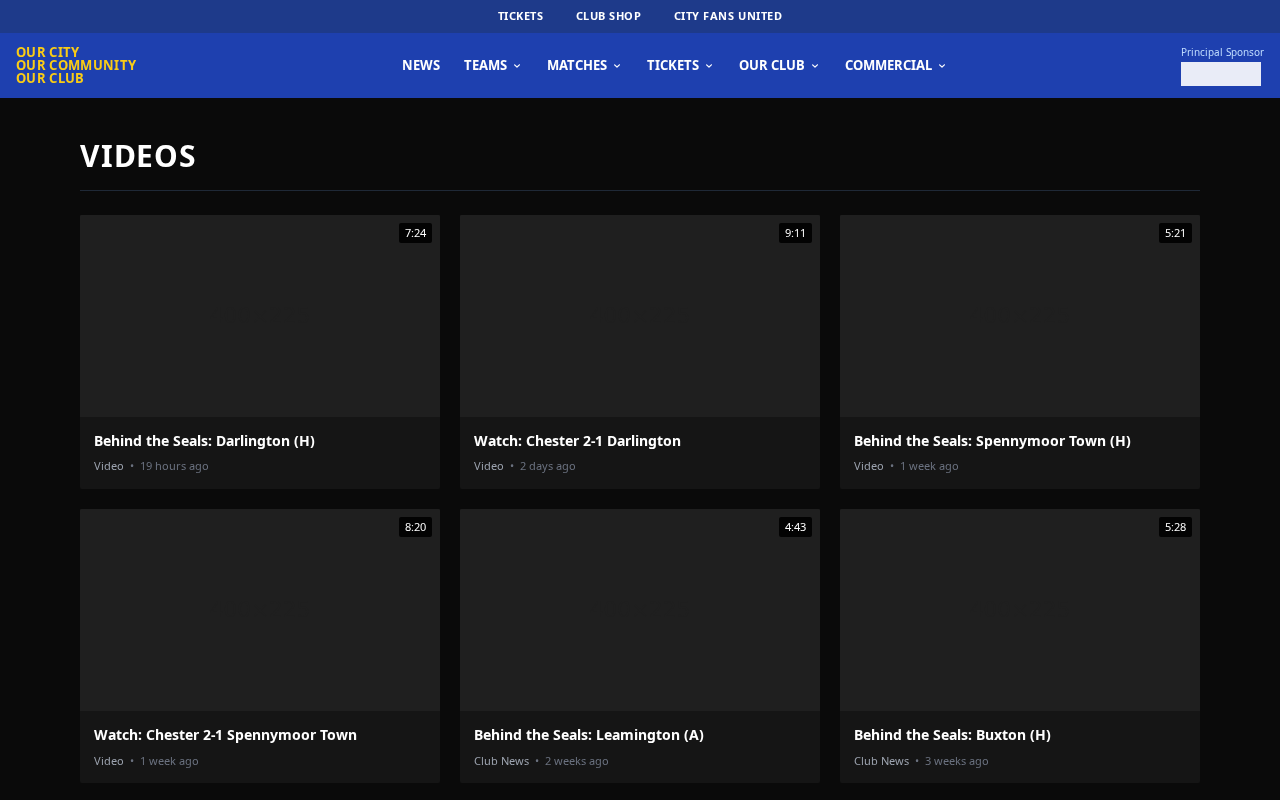 TICKETS CLUB SHOP CITY FANS UNITED
OUR CITY
OUR COMMUNITY
OUR CLUB
NEWS TEAMS MATCHES TICKETS OUR CLUB COMMERCIAL
Principal Sponsor
VIDEOS
7:24
9:11
5:21
Behind the Seals: Darlington (H)
Video • 19 hours ago
Watch: Chester 2-1 Darlington
Video • 2 days ago
Behind the Seals: Spennymoor Town (H)
Video • 1 week ago
8:20
4:43
5:28
Watch: Chester 2-1 Spennymoor Town
Video • 1 week ago
Behind the Seals: Leamington (A)
Club News • 2 weeks ago
Behind the Seals: Buxton (H)
Club News • 3 weeks ago